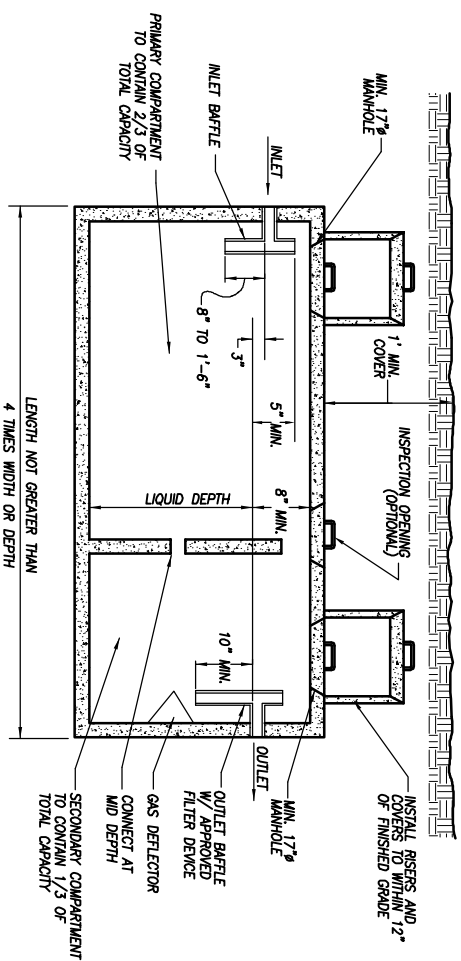 MIN. 17"ø
MANHOLE
1' MIN.
COVER
INSPECTION OPENING
(OPTIONAL)
INSTALL RISERS AND
COVERS TO WITHIN 12"
OF FINISHED GRADE
INLET
INLET BAFFLE
PRIMARY COMPARTMENT
TO CONTAIN 2/3 OF
TOTAL CAPACITY
8" TO 1'-6"
3"
5" MIN.
8" MIN.
LIQUID DEPTH
10" MIN.
MIN. 17"ø
MANHOLE
OUTLET
OUTLET BAFFLE
W/ APPROVED
FILTER DEVICE
GAS DEFLECTOR
CONNECT AT
MID DEPTH
SECONDARY COMPARTMENT
TO CONTAIN 1/3 OF
TOTAL CAPACITY
LENGTH NOT GREATER THAN
4 TIMES WIDTH OR DEPTH